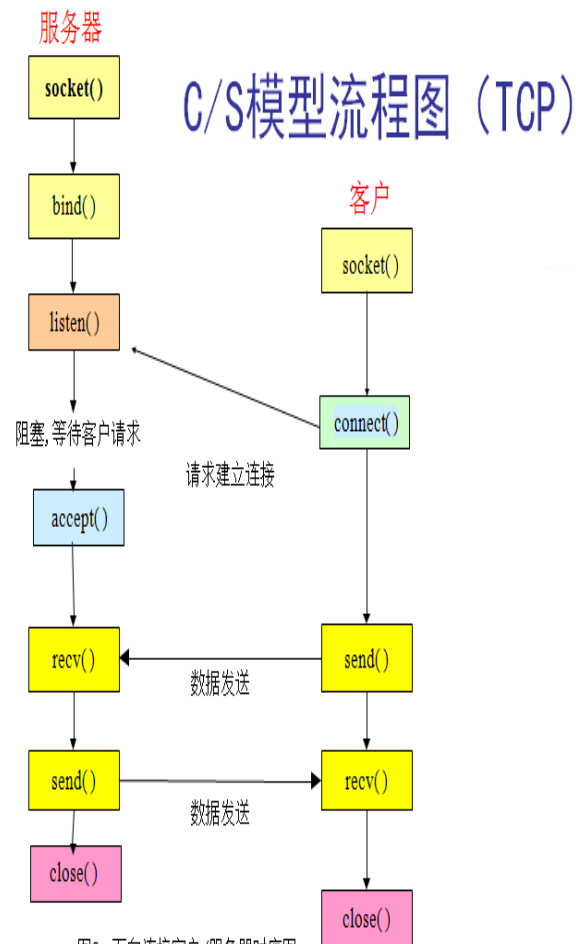 服务器
C/S模型流程图（TCP）
socket()
bind()
客户
socket()
listen()
connect()
阻塞,等待客户请求
请求建立连接
accept()
recv()
send()
数据发送
send()
recv()
数据发送
close()
close()